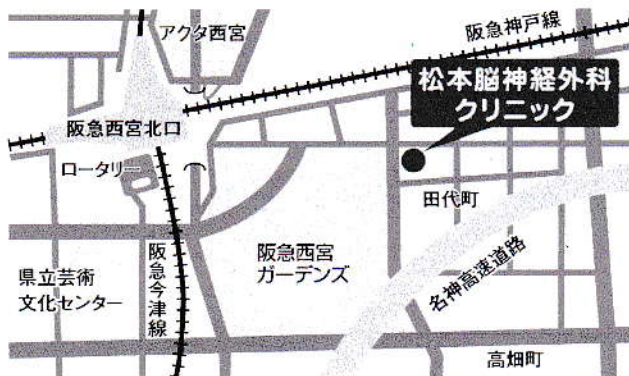 アクタ西宮
阪急神戸線
松本脳神経外科
クリニック
阪急西宮北口
ロータリー
田代町
阪急西宮
ガーデンズ
名神高速道路
県立芸術
文化センター
阪急今津線
高畑町